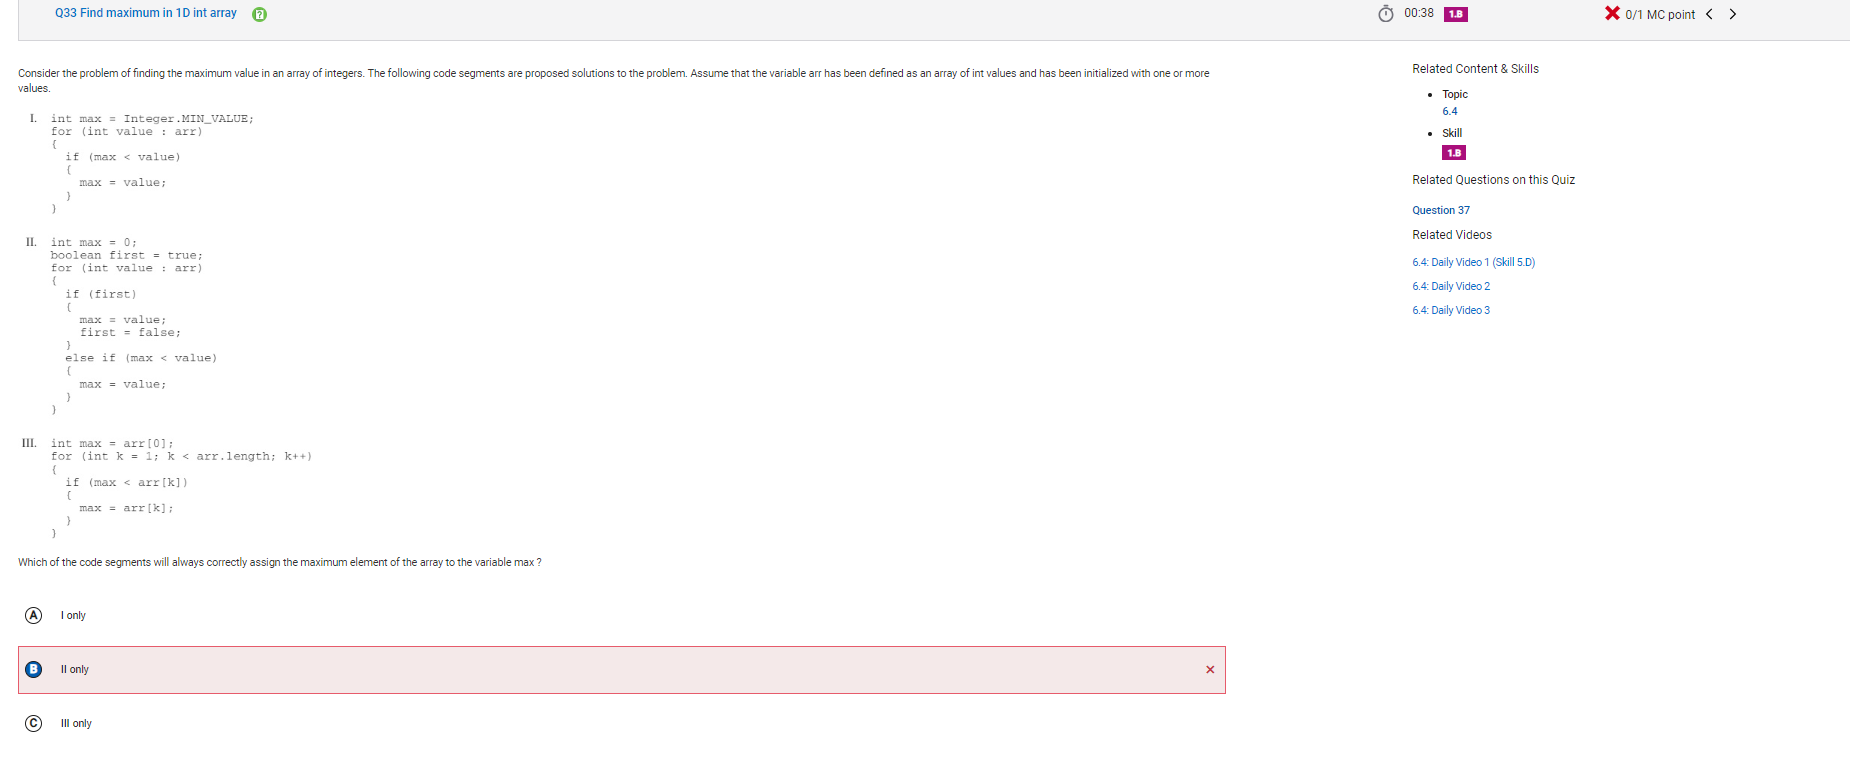 Q33 Find maximum in 1D int array
00:38 1.B
0/1 MC point
Consider the problem of finding the maximum value in an array of integers. The following code segments are proposed solutions to the problem. Assume that the variable arr has been defined as an array of int values and has been initialized with one or more
values.
I. int max = Integer.MIN_VALUE;
for (int value : arr)
{
if (max < value)
{
max = value;
}
}
II. int max = 0;
boolean first = true;
for (int value : arr)
{
if (first)
{
max = value;
first = false;
}
else if (max < value)
{
max = value;
}
}
III. int max = arr[0];
for (int k = 1; k < arr.length; k++)
{
if (max < arr[k])
{
max = arr[k];
}
}
Which of the code segments will always correctly assign the maximum element of the array to the variable max ?
A I only
B II only
C III only
Related Content & Skills
• Topic
6.4
• Skill
1.B
Related Questions on this Quiz
Question 37
Related Videos
6.4: Daily Video 1 (Skill 5.D)
6.4: Daily Video 2
6.4: Daily Video 3